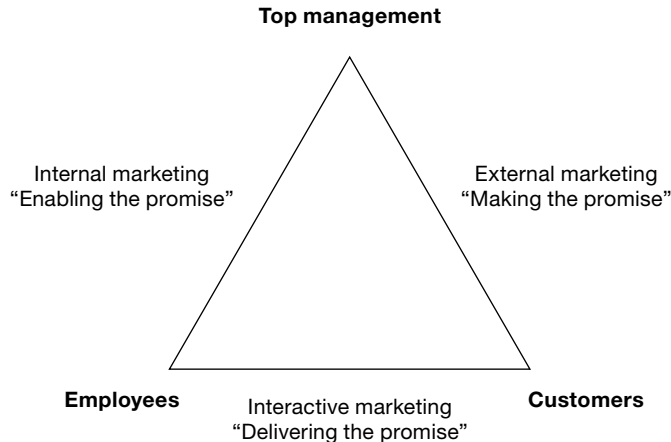 Top management
Internal marketing
“Enabling the promise”
External marketing
“Making the promise”
Employees
Interactive marketing
“Delivering the promise”
Customers